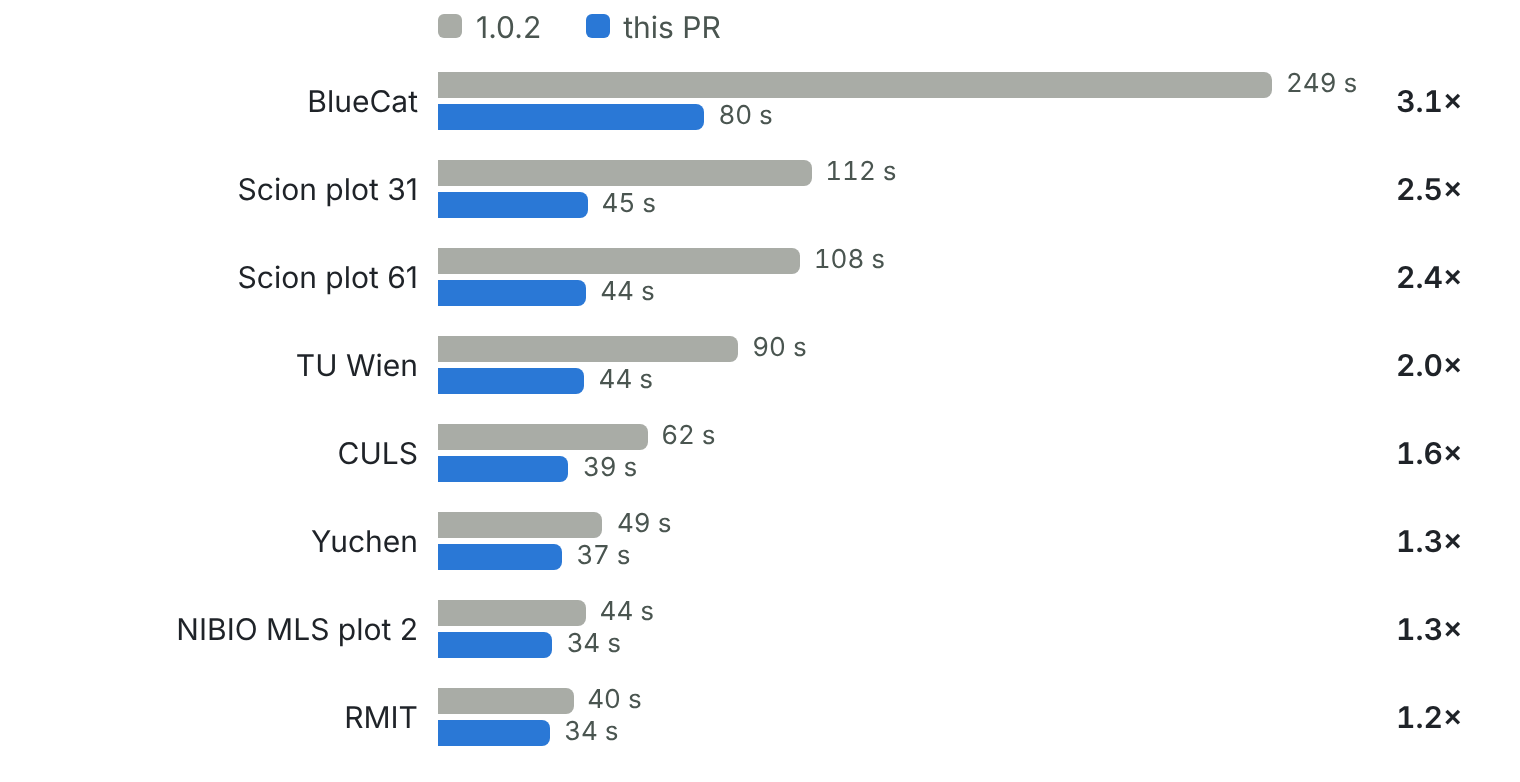 1.0.2 this PR
BlueCat 249 s 3.1×
80 s
Scion plot 31 112 s 2.5×
45 s
Scion plot 61 108 s 2.4×
44 s
TU Wien 90 s 2.0×
44 s
CULS 62 s 1.6×
39 s
Yuchen 49 s 1.3×
37 s
NIBIO MLS plot 2 44 s 1.3×
34 s
RMIT 40 s 1.2×
34 s